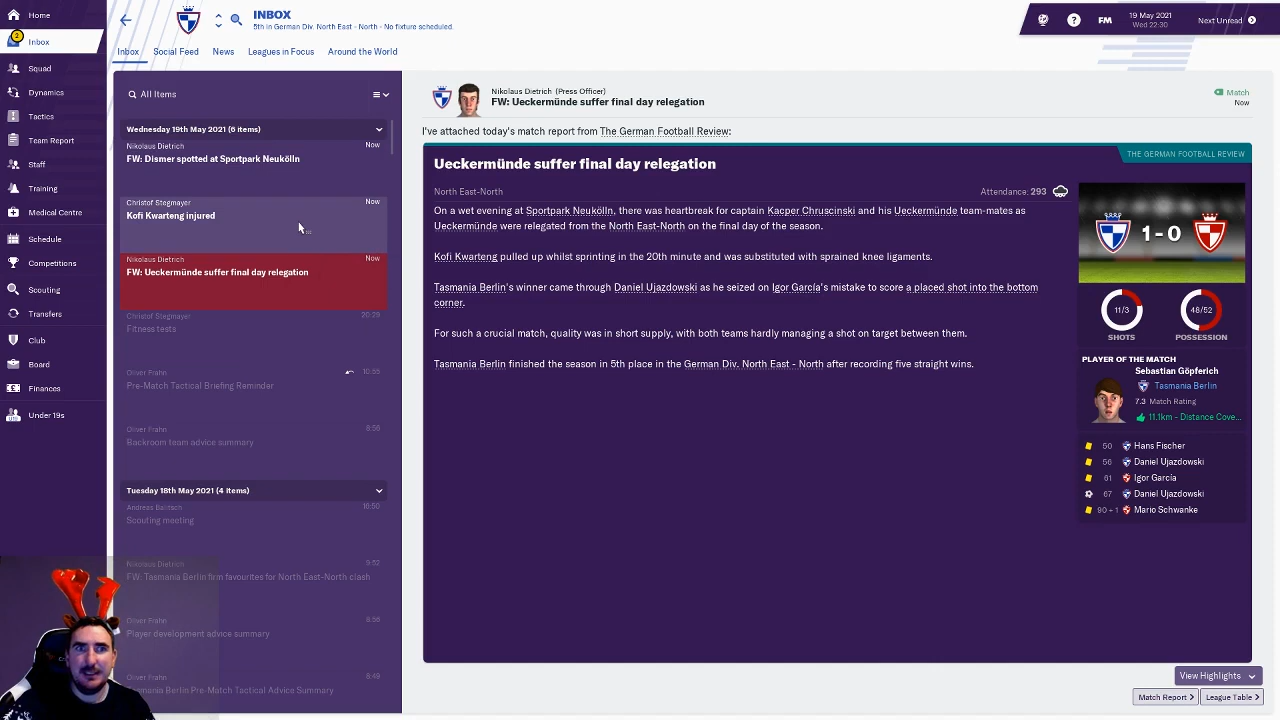 Home
2
Inbox
Squad
Dynamics
Tactics
Team Report
Staff
Training
Medical Centre
Schedule
Competitions
Scouting
Transfers
Club
Board
Finances
Under 19s
INBOX
5th in German Div. North East - North - No fixture scheduled.
FM
19 May 2021
Wed 22:30
Next Unread
Inbox
Social Feed
News
Leagues in Focus
Around the World
All Items
Wednesday 19th May 2021 (6 items)
Nikolaus Dietrich
Now
FW: Dismer spotted at Sportpark Neukölln
Christof Stegmayer
Now
Kofi Kwarteng injured
Nikolaus Dietrich
Now
FW: Ueckermünde suffer final day relegation
Christof Stegmayer
20:29
Fitness tests
Oliver Frahn
Pre-Match Tactical Briefing Reminder
Oliver Frahn
Backroom team advice summary
Tuesday 18th May 2021 (4 items)
Scouting meeting
Nikolaus Dietrich
9:52
FW: Tasmania Berlin firm favourites for North East-North clash
Oliver Frahn
Player development advice summary
Oliver Frahn
8:49
Tasmania Berlin Pre-Match Tactical Advice Summary
Nikolaus Dietrich (Press Officer)
FW: Ueckermünde suffer final day relegation
Match
Now
I've attached today's match report from The German Football Review:
Ueckermünde suffer final day relegation
THE GERMAN FOOTBALL REVIEW
North East-North
Attendance: 293
On a wet evening at Sportpark Neukölln, there was heartbreak for captain Kacper Chruscinski and his Ueckermünde team-mates as
Ueckermünde were relegated from the North East-North on the final day of the season.
Kofi Kwarteng pulled up whilst sprinting in the 20th minute and was substituted with sprained knee ligaments.
Tasmania Berlin's winner came through Daniel Ujazdowski as he seized on Igor García's mistake to score a placed shot into the bottom
corner.
For such a crucial match, quality was in short supply, with both teams hardly managing a shot on target between them.
Tasmania Berlin finished the season in 5th place in the German Div. North East - North after recording five straight wins.
1 - 0
11/3
48/52
SHOTS
POSSESSION
PLAYER OF THE MATCH
Sebastian Göpferich
Tasmania Berlin
7.3 Match Rating
11.1km - Distance Cove...
50 Hans Fischer
56 Daniel Ujazdowski
61 Igor García
67 Daniel Ujazdowski
90 + 1 Mario Schwanke
View Highlights
Match Report
League Table